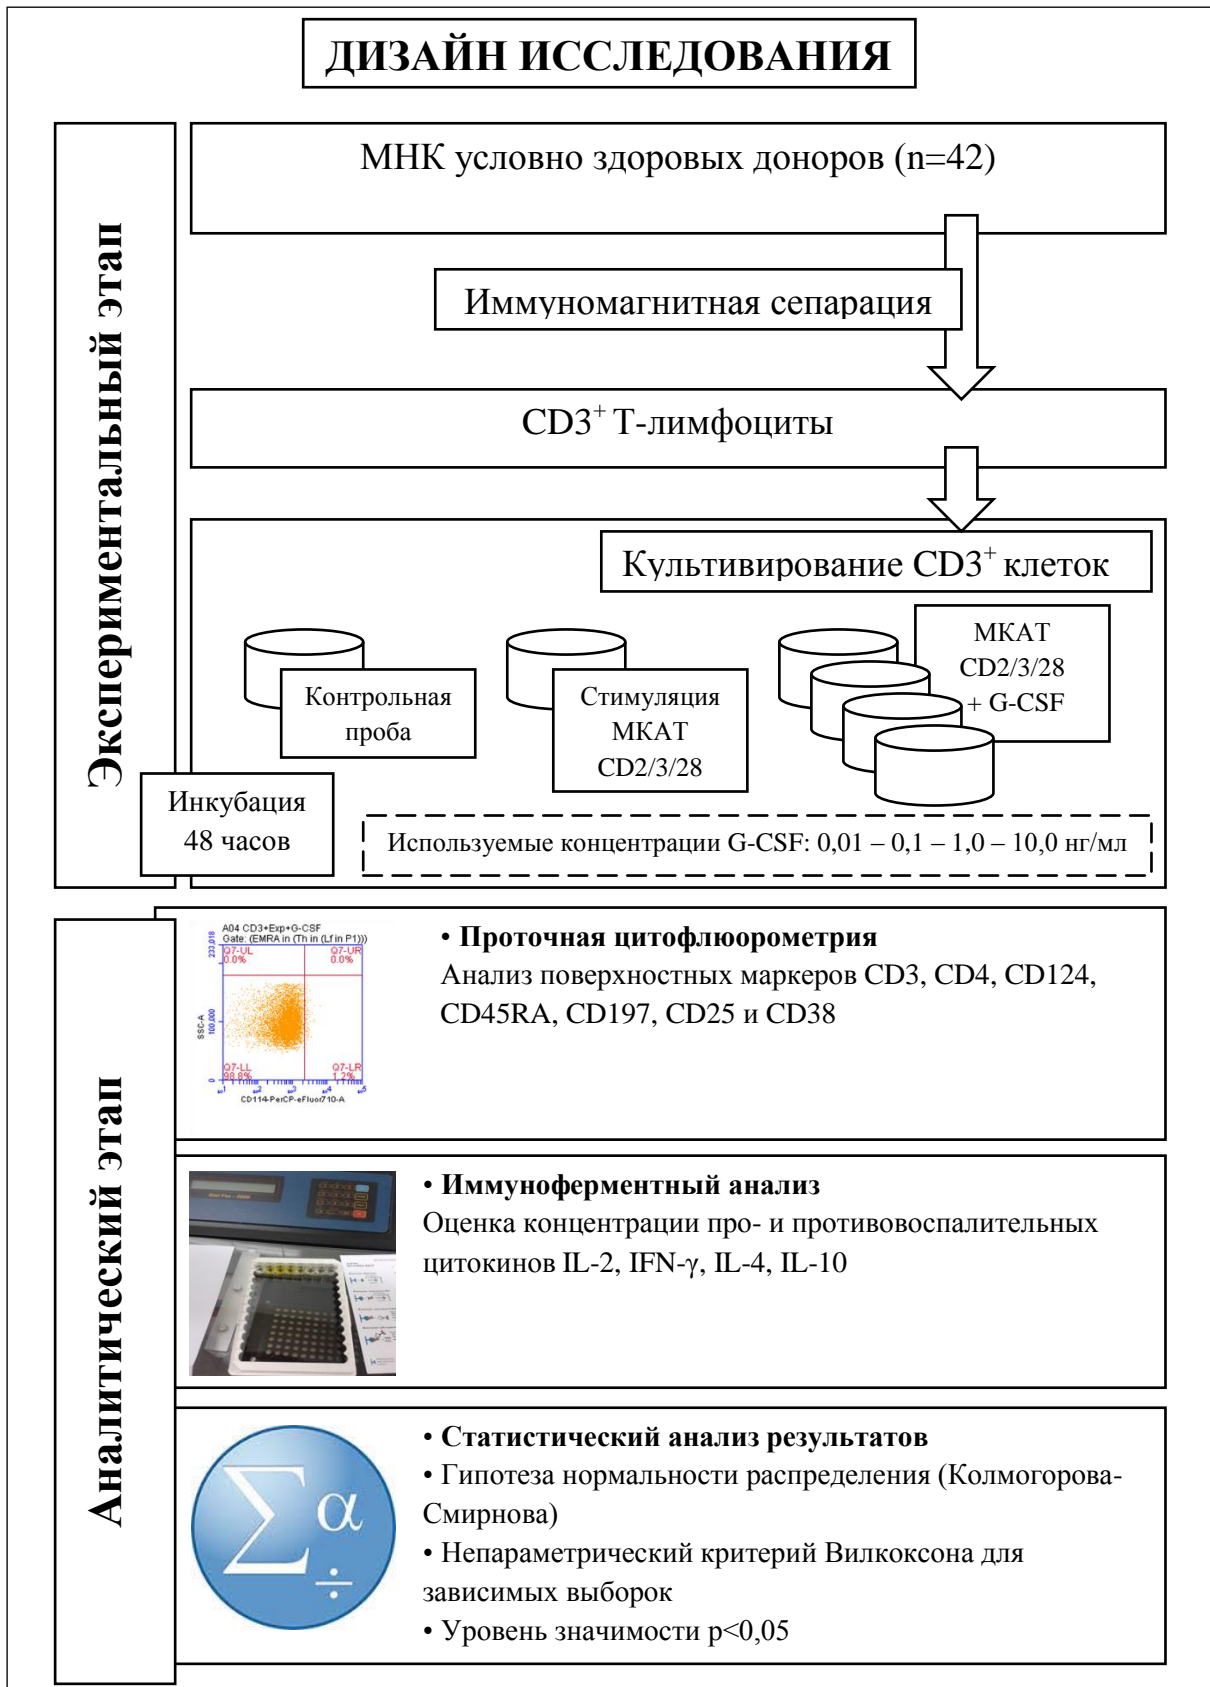 ДИЗАЙН ИССЛЕДОВАНИЯ
Экспериментальный этап
МНК условно здоровых доноров (n=42)
Иммуномагнитная сепарация
CD3⁺ Т-лимфоциты
Культивирование CD3⁺ клеток
Контрольная
проба
Стимуляция
МКАТ
CD2/3/28
МКАТ
CD2/3/28
+ G-CSF
Инкубация
48 часов
Используемые концентрации G-CSF: 0,01 – 0,1 – 1,0 – 10,0 нг/мл
Аналитический этап
A04 CD3+Exp+G-CSF
Gate: (EMRA in (Th in (Lf in P1)))
233,018
Q7-UL
0.0%
Q7-UR
0.0%
SSC-A
100,000
0
Q7-LL
98.8%
Q7-LR
1.2%
CD114-PerCP-eFluor710-A
• Проточная цитофлюорометрия
Анализ поверхностных маркеров CD3, CD4, CD124,
CD45RA, CD197, CD25 и CD38
• Иммуноферментный анализ
Оценка концентрации про- и противовоспалительных
цитокинов IL-2, IFN-γ, IL-4, IL-10
Σ α ÷
• Статистический анализ результатов
• Гипотеза нормальности распределения (Колмогорова-
Смирнова)
• Непараметрический критерий Вилкоксона для
зависимых выборок
• Уровень значимости p<0,05